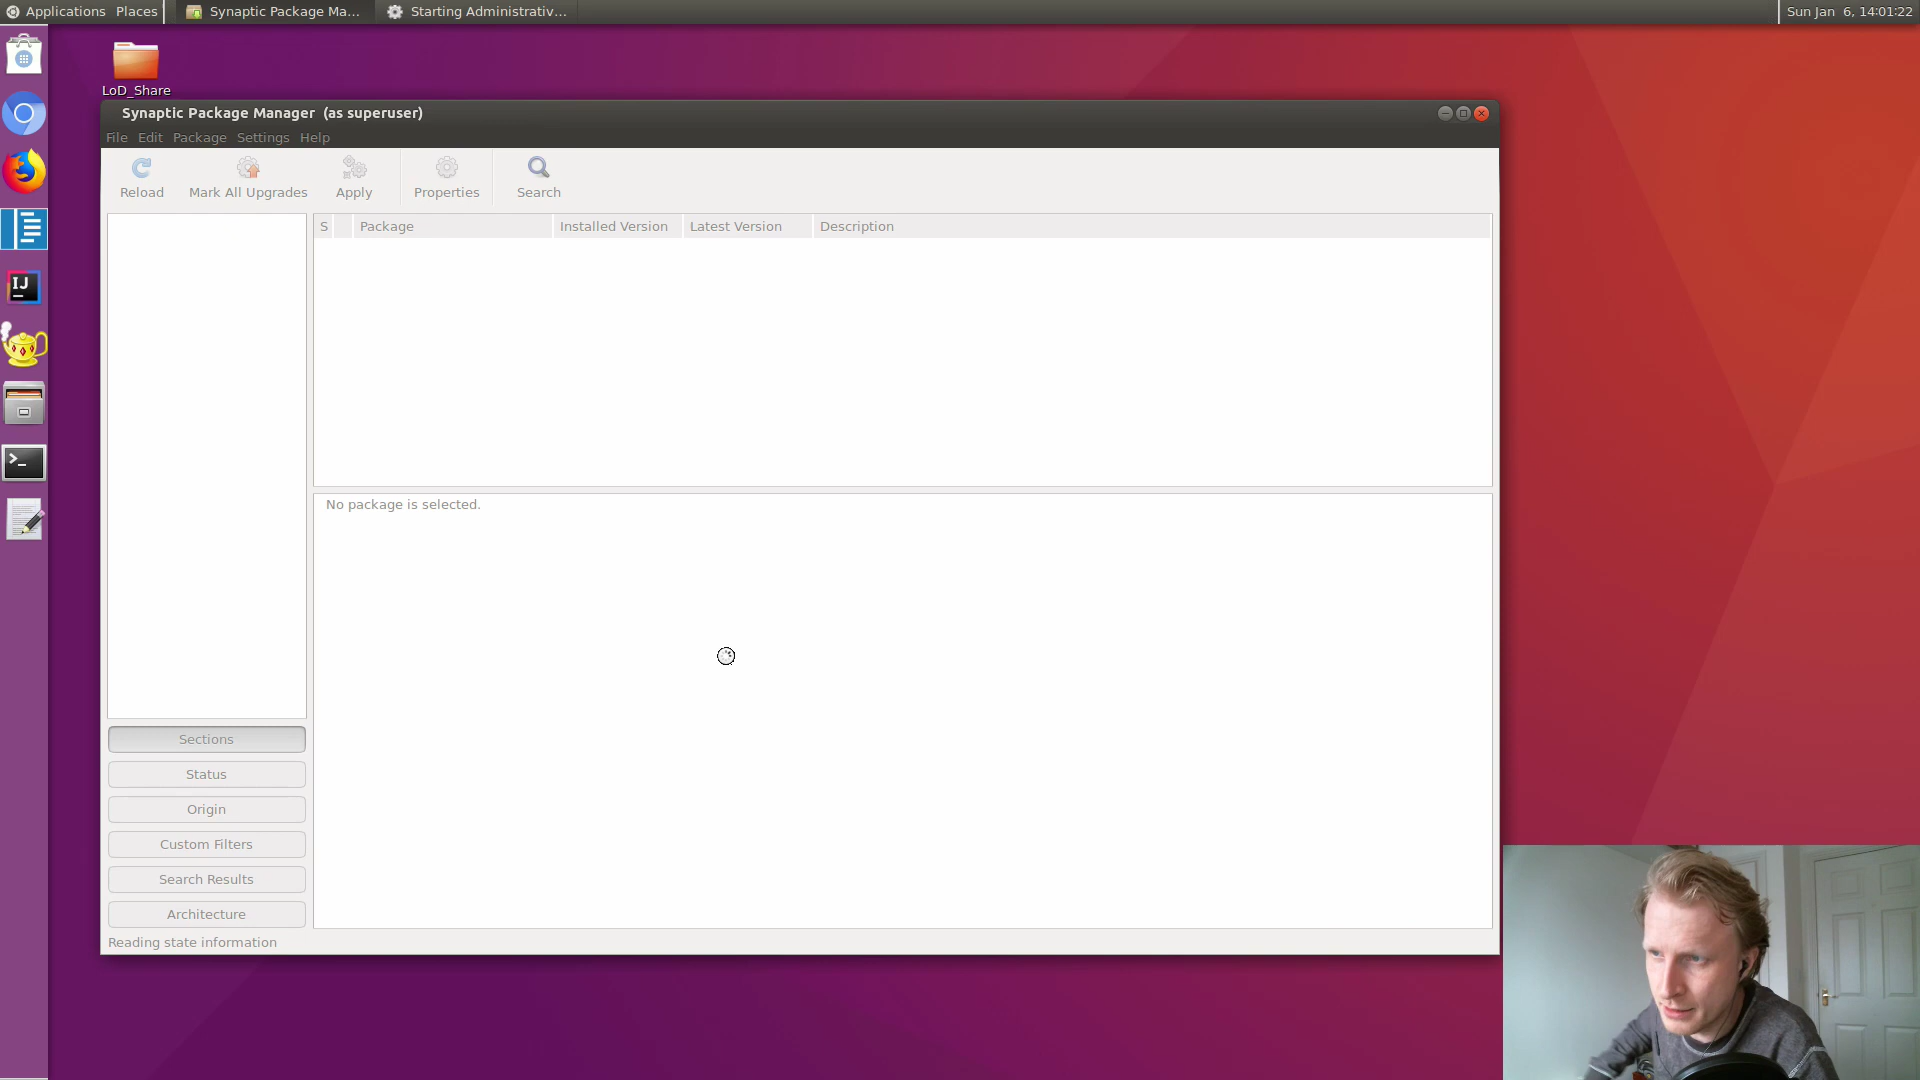 Applications Places Synaptic Package Ma... Starting Administrativ... Sun Jan 6, 14:01:22
LoD_Share
Synaptic Package Manager (as superuser)
File Edit Package Settings Help
Reload Mark All Upgrades Apply Properties Search
S Package Installed Version Latest Version Description
IJ
>_
No package is selected.
Sections
Status
Origin
Custom Filters
Search Results
Architecture
Reading state information